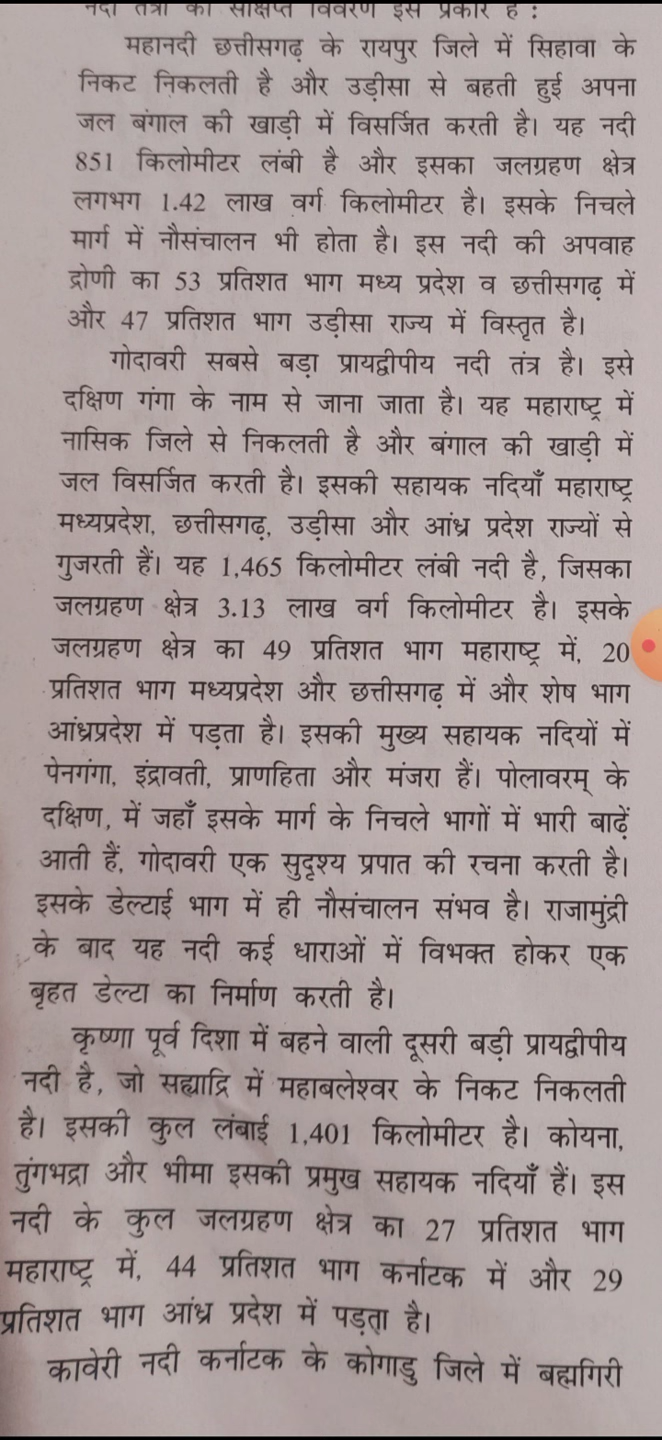 नदी तंत्रों का संक्षिप्त विवरण इस प्रकार है :
महानदी छत्तीसगढ़ के रायपुर जिले में सिहावा के
निकट निकलती है और उड़ीसा से बहती हुई अपना
जल बंगाल की खाड़ी में विसर्जित करती है। यह नदी
851 किलोमीटर लंबी है और इसका जलग्रहण क्षेत्र
लगभग 1.42 लाख वर्ग किलोमीटर है। इसके निचले
मार्ग में नौसंचालन भी होता है। इस नदी की अपवाह
द्रोणी का 53 प्रतिशत भाग मध्य प्रदेश व छत्तीसगढ़ में
और 47 प्रतिशत भाग उड़ीसा राज्य में विस्तृत है।
गोदावरी सबसे बड़ा प्रायद्वीपीय नदी तंत्र है। इसे
दक्षिण गंगा के नाम से जाना जाता है। यह महाराष्ट्र में
नासिक जिले से निकलती है और बंगाल की खाड़ी में
जल विसर्जित करती है। इसकी सहायक नदियाँ महाराष्ट्र
मध्यप्रदेश, छत्तीसगढ़, उड़ीसा और आंध्र प्रदेश राज्यों से
गुजरती हैं। यह 1,465 किलोमीटर लंबी नदी है, जिसका
जलग्रहण क्षेत्र 3.13 लाख वर्ग किलोमीटर है। इसके
जलग्रहण क्षेत्र का 49 प्रतिशत भाग महाराष्ट्र में, 20
प्रतिशत भाग मध्यप्रदेश और छत्तीसगढ़ में और शेष भाग
आंध्रप्रदेश में पड़ता है। इसकी मुख्य सहायक नदियों में
पेनगंगा, इंद्रावती, प्राणहिता और मंजरा हैं। पोलावरम् के
दक्षिण, में जहाँ इसके मार्ग के निचले भागों में भारी बाढ़ें
आती हैं, गोदावरी एक सुदृश्य प्रपात की रचना करती है।
इसके डेल्टाई भाग में ही नौसंचालन संभव है। राजामुंद्री
के बाद यह नदी कई धाराओं में विभक्त होकर एक
बृहत डेल्टा का निर्माण करती है।
कृष्णा पूर्व दिशा में बहने वाली दूसरी बड़ी प्रायद्वीपीय
नदी है, जो सह्याद्रि में महाबलेश्वर के निकट निकलती
है। इसकी कुल लंबाई 1,401 किलोमीटर है। कोयना,
तुंगभद्रा और भीमा इसकी प्रमुख सहायक नदियाँ हैं। इस
नदी के कुल जलग्रहण क्षेत्र का 27 प्रतिशत भाग
महाराष्ट्र में, 44 प्रतिशत भाग कर्नाटक में और 29
प्रतिशत भाग आंध्र प्रदेश में पड़ता है।
कावेरी नदी कर्नाटक के कोगाडु जिले में बह्मगिरी